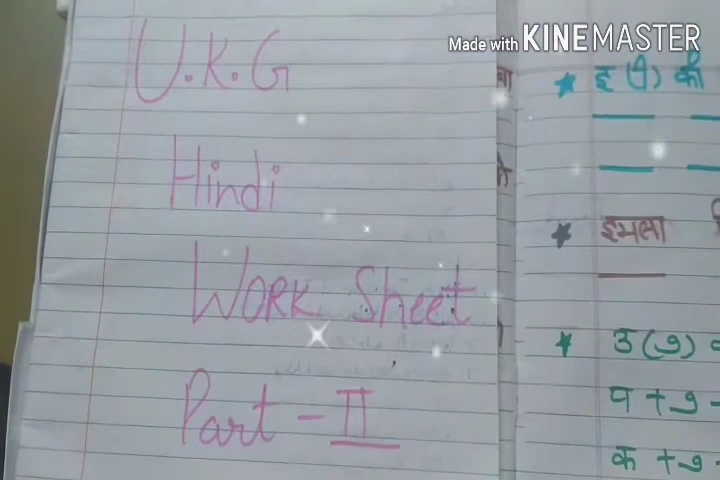 Made with KINEMASTER
U.K.G
Hindi
WORK Sheet
Part - II
★ इ (ि) की
★ इमला
★ उ (ु)
प + ु
क + ु